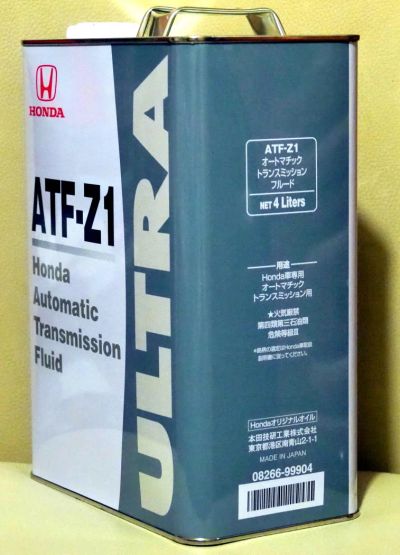 HONDA
ATF-Z1
Honda
Automatic
Transmission
Fluid
ULTRA
ATF-Z1
オートマチック
トランスミッション
フルード
NET 4 Liters
用途
Honda車専用
オートマチック
トランスミッション用
★火気厳禁
第四類第三石油類
危険等級Ⅲ
Hondaオリジナルオイル
本田技研工業株式会社
東京都港区南青山2-1-1
MADE IN JAPAN
08266-99904